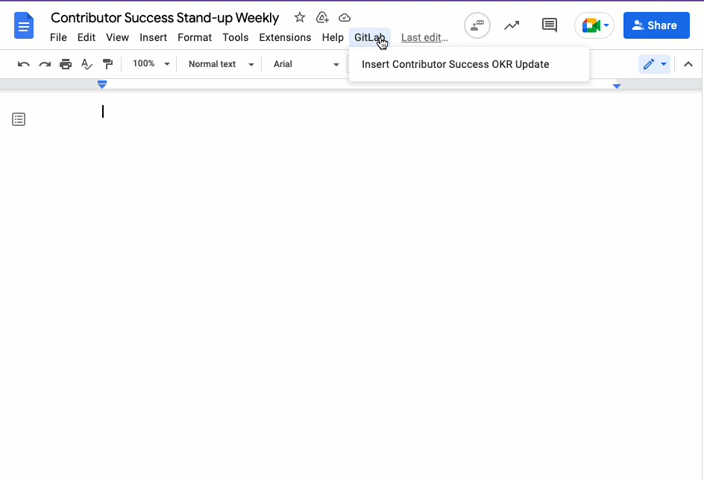 Contributor Success Stand-up Weekly
File Edit View Insert Format Tools Extensions Help GitLab Last edit...
Insert Contributor Success OKR Update
100% Normal text Arial
Share